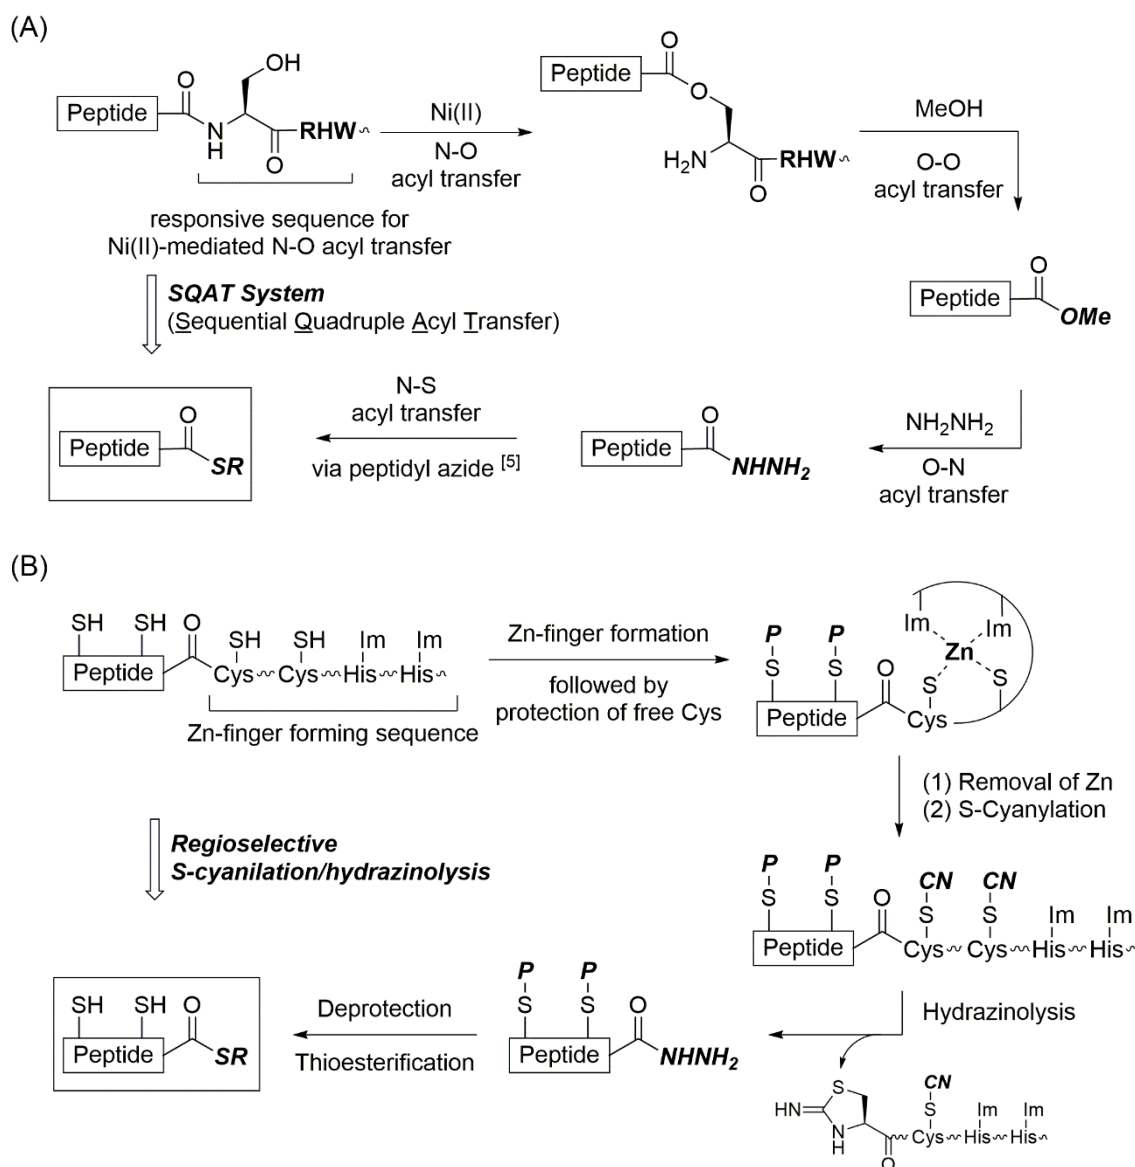 (A)
OH
O
Peptide
N
H
O
RHW
Ni(II)
N-O
acyl transfer
O
Peptide
O
H2N
O
RHW
MeOH
O-O
acyl transfer
responsive sequence for
Ni(II)-mediated N-O acyl transfer
SQAT System
(Sequential Quadruple Acyl Transfer)
O
Peptide
OMe
NH2NH2
O-N
acyl transfer
O
Peptide
NHNH2
N-S
acyl transfer
via peptidyl azide [5]
O
Peptide
SR
(B)
SH SH O SH SH Im Im
Peptide Cys Cys His His
Zn-finger forming sequence
Zn-finger formation
followed by
protection of free Cys
P P
S S O S S
Im Im
Zn
Peptide Cys
(1) Removal of Zn
(2) S-Cyanylation
Regioselective
S-cyanilation/hydrazinolysis
P P CN CN
S S O S S Im Im
Peptide Cys Cys His His
Hydrazinolysis
P P
S S O
Peptide NHNH2
Deprotection
Thioesterification
SH SH O
Peptide SR
S CN
HN S Im Im
N
H
O
Cys His His